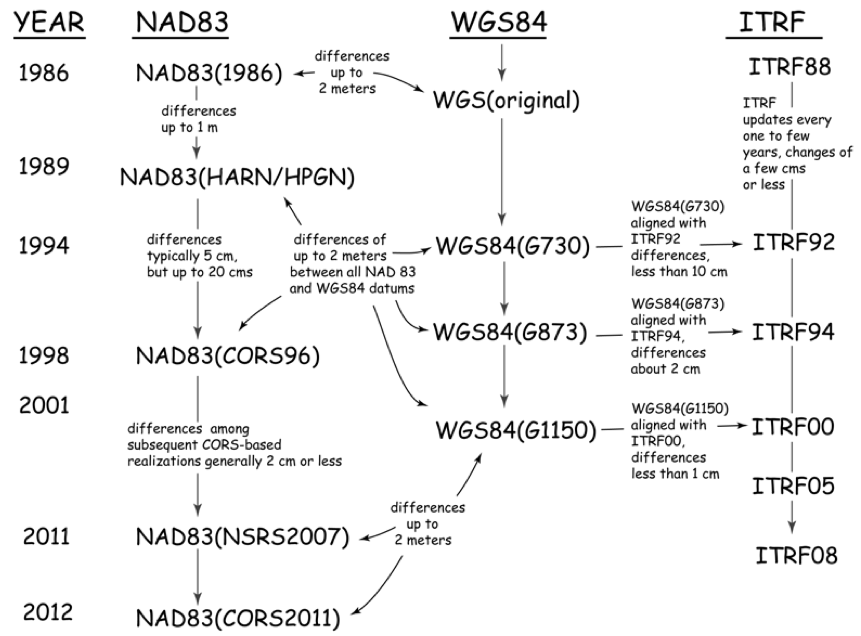 YEAR NAD83 WGS84 ITRF
1986
NAD83(1986)
differences
up to
2 meters
WGS(original)
ITRF88
differences
up to 1 m
ITRF
updates every
one to few
years, changes of
a few cms
or less
1989
NAD83(HARN/HPGN)
1994
differences
typically 5 cm,
but up to 20 cms
differences of
up to 2 meters
between all NAD 83
and WGS84 datums
WGS84(G730)
WGS84(G730)
aligned with
ITRF92
differences,
less than 10 cm
ITRF92
WGS84(G873)
WGS84(G873)
aligned with
ITRF94,
differences
about 2 cm
ITRF94
1998
NAD83(CORS96)
2001
WGS84(G1150)
WGS84(G1150)
aligned with
ITRF00,
differences
less than 1 cm
ITRF00
differences among
subsequent CORS-based
realizations generally 2 cm or less
ITRF05
differences
up to
2 meters
2011
NAD83(NSRS2007)
ITRF08
2012
NAD83(CORS2011)